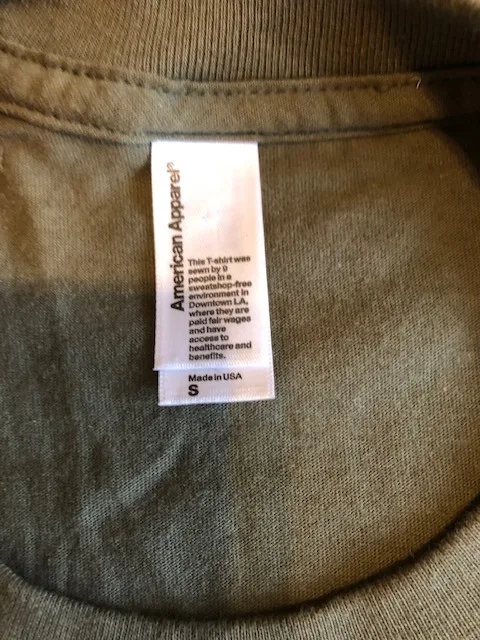 American Apparel®
This T-shirt was
sewn by 9
people in a
sweatshop-free
environment in
Downtown LA,
where they are
paid fair wages
and have
access to
healthcare and
benefits.
Made in USA
S